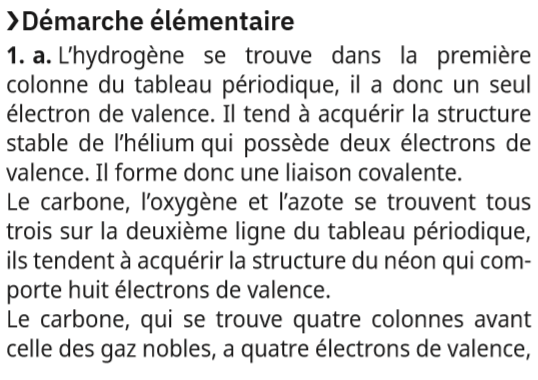 ❯Démarche élémentaire
1. a. L’hydrogène se trouve dans la première
colonne du tableau périodique, il a donc un seul
électron de valence. Il tend à acquérir la structure
stable de l’hélium qui possède deux électrons de
valence. Il forme donc une liaison covalente.
Le carbone, l’oxygène et l’azote se trouvent tous
trois sur la deuxième ligne du tableau périodique,
ils tendent à acquérir la structure du néon qui com-
porte huit électrons de valence.
Le carbone, qui se trouve quatre colonnes avant
celle des gaz nobles, a quatre électrons de valence,